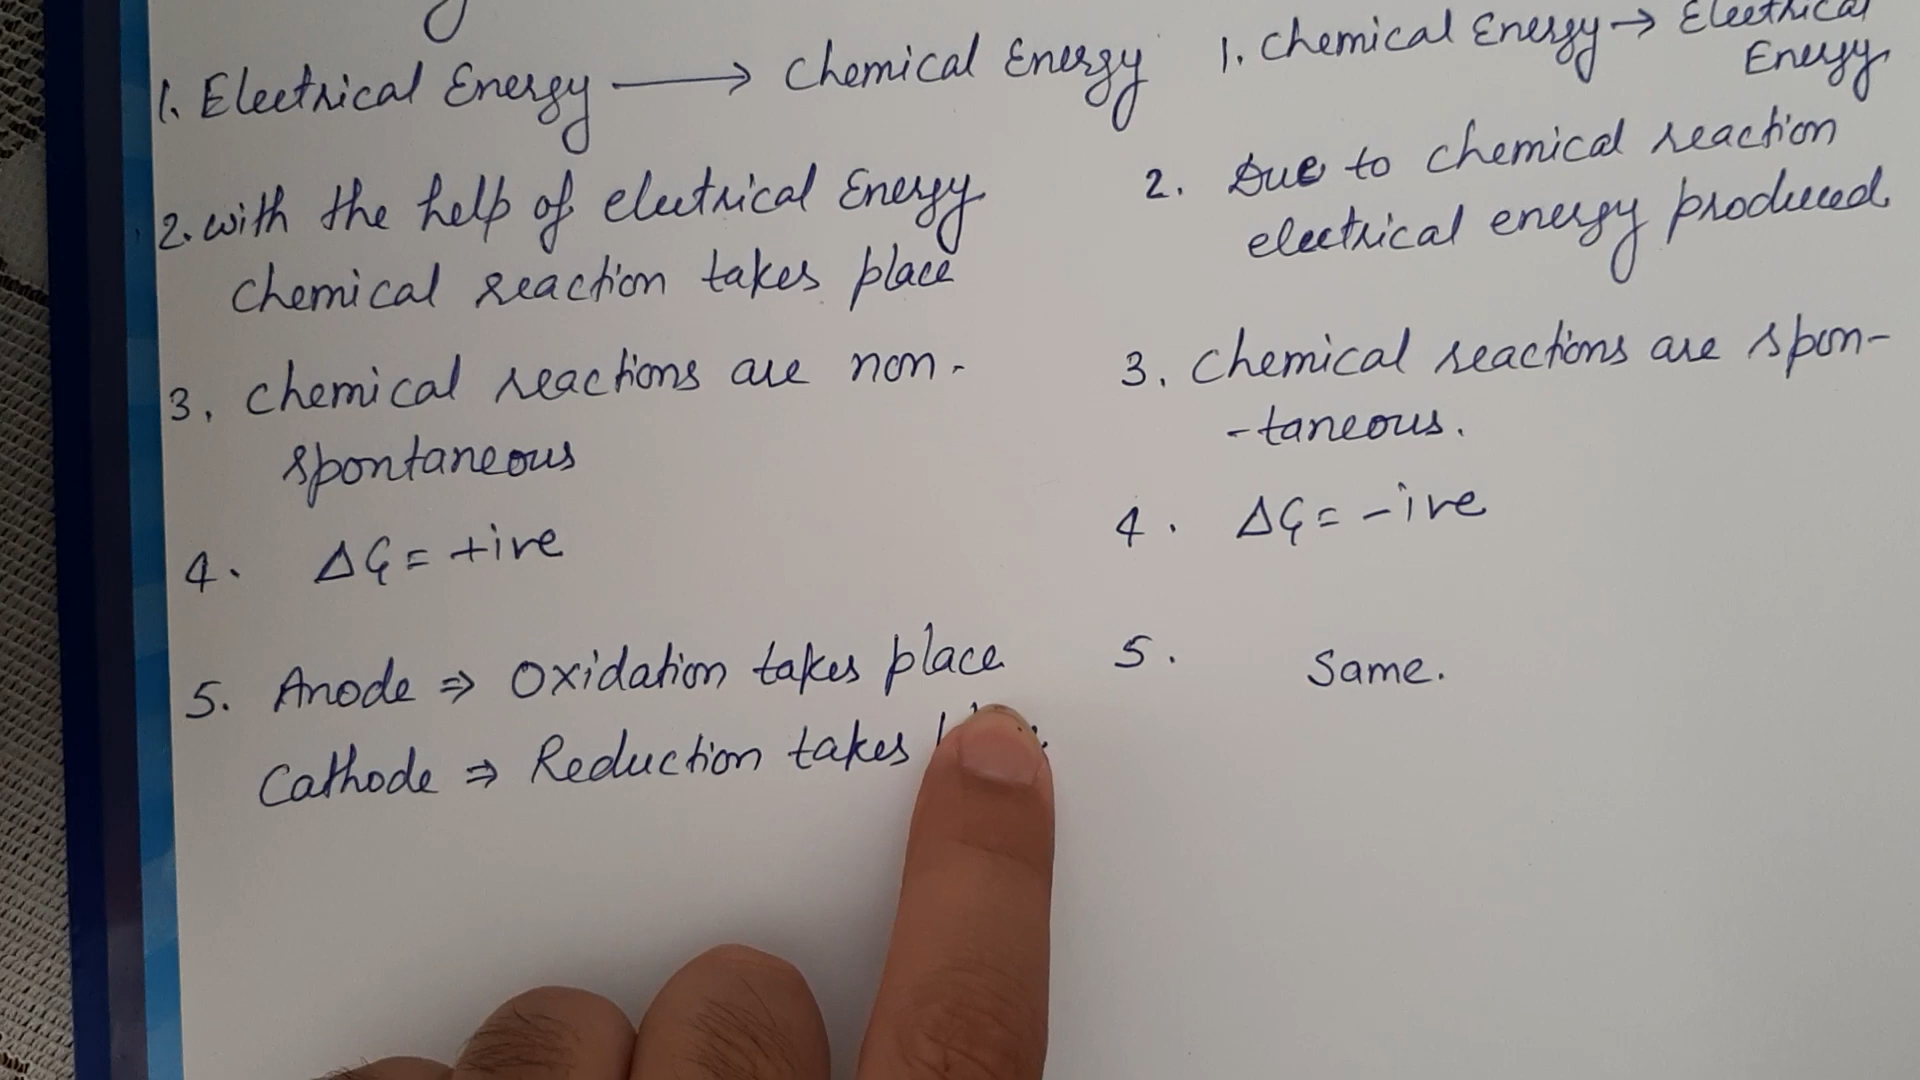 1. Electrical Energy → Chemical Energy
2. with the help of electrical Energy
chemical reaction takes place
3. chemical reactions are non-
spontaneous
4. ΔG = +ive
5. Anode ⇒ Oxidation takes place
Cathode ⇒ Reduction takes
1. Chemical Energy → Electrical
Energy
2. Due to chemical reaction
electrical energy produced
3. Chemical reactions are spon-
-taneous.
4. ΔG = -ive
5. Same.